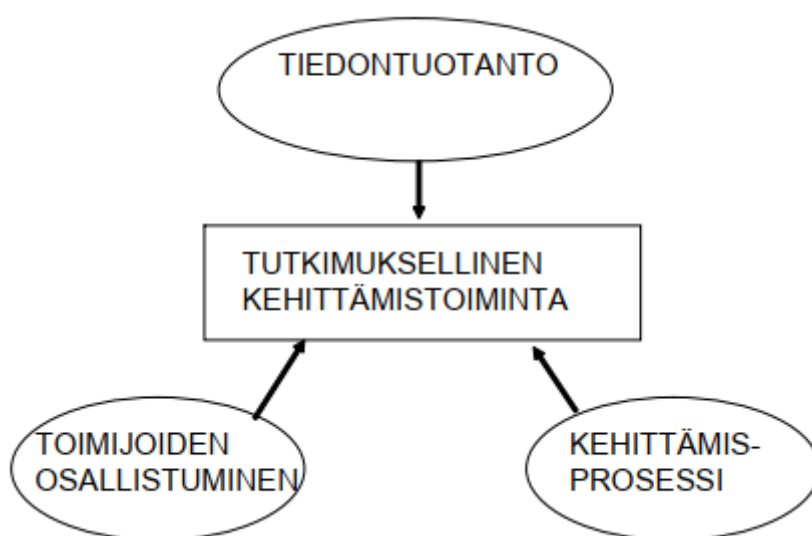 TIEDONTUOTANTO
TUTKIMUKSELLINEN
KEHITTÄMISTOIMINTA
TOIMIJOIDEN
OSALLISTUMINEN
KEHITTÄMIS-
PROSESSI